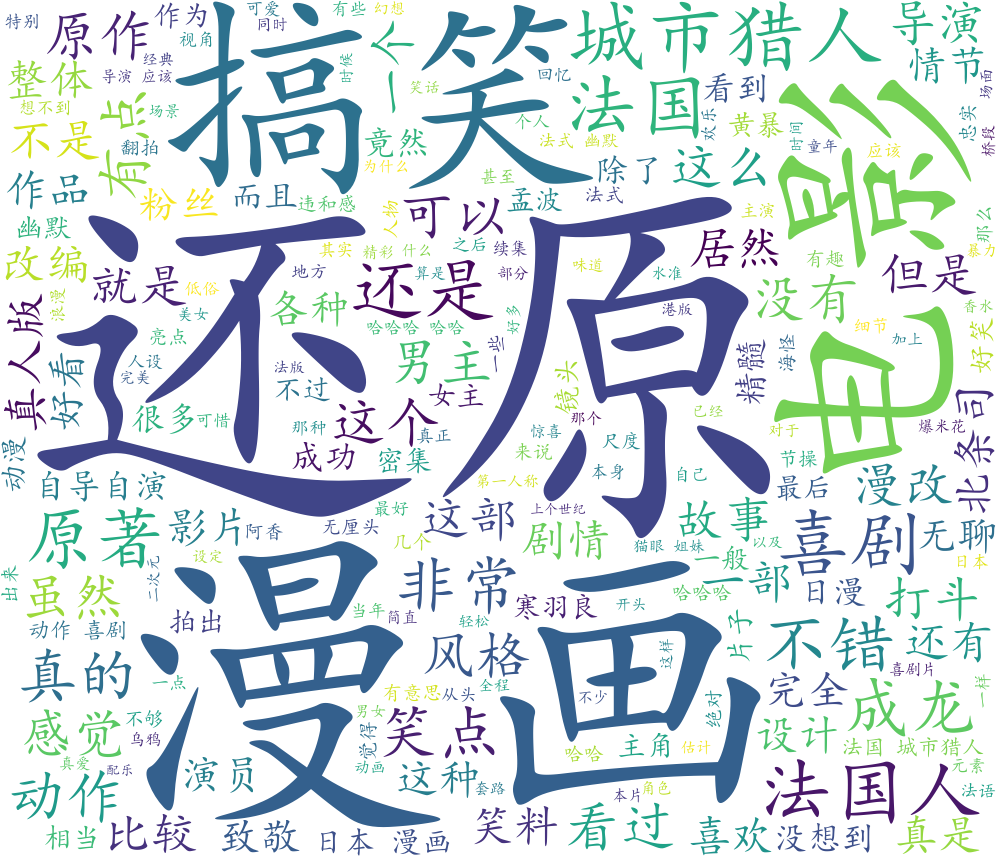 特别
原作
作为
可爱
同时
视角
搞笑
有些
幻想
一个
时候
城市猎人
导演
情节
整体
经典
导演 应该
想不到
场景
有点
不是
翻拍
竟然
笑话
回忆
个人
法式 幽默
为什么
法国
看到
欢乐
黄暴
时间
童年
应该
忠实
场面
桥段
电影
作品
粉丝
而且
违和感
人物
可以
甚至
孟波
法式
除了
这么
主演
居然
有趣
那么
暴力
幽默
改编
就是
地方
其实
精彩
什么
之后
续集
还是
算是
部分
味道
水准
没有
但是
还原
真人版
浪漫
低俗
美女
各种
哈哈哈 哈哈
好多
港版
精髓
海怪
细节
加上
香水
好笑
好看
亮点
人设
完美
法版
不过
男主
女主
一些
镜头
已经
爆米花
北条司
很多
可惜
那种
这个
真正
惊喜
那个
尺度
对于
动漫
成功
密集
来说
本身
自己
节操
自导自演
第一人称
最后
漫改
原著
影片
阿香
无厘头
最好
几个
这部
上个世纪
剧情
故事
喜剧
无聊
猫眼
姐妹
以及
出来
二次元
设定
虽然
漫画
当年
简直
非常
轻松
寒羽良
开头
哈哈哈
一般
一部
日漫
日本
打斗
动作 喜剧
拍出
风格
这样
片子
不错
还有
喜剧片
真的
一点
有意思
从头
全程
不少
绝对
完全
成龙
一样
感觉
不够
乌鸦
男女
觉得
笑点
哈哈
主角
估计
设计
法国 城市猎人
真爱
配乐
动画
元素
动作
演员
这种
套路
本片
角色
法国人
法语
相当
比较
致敬
日本 漫画
笑料
看过
喜欢
没想到
真是